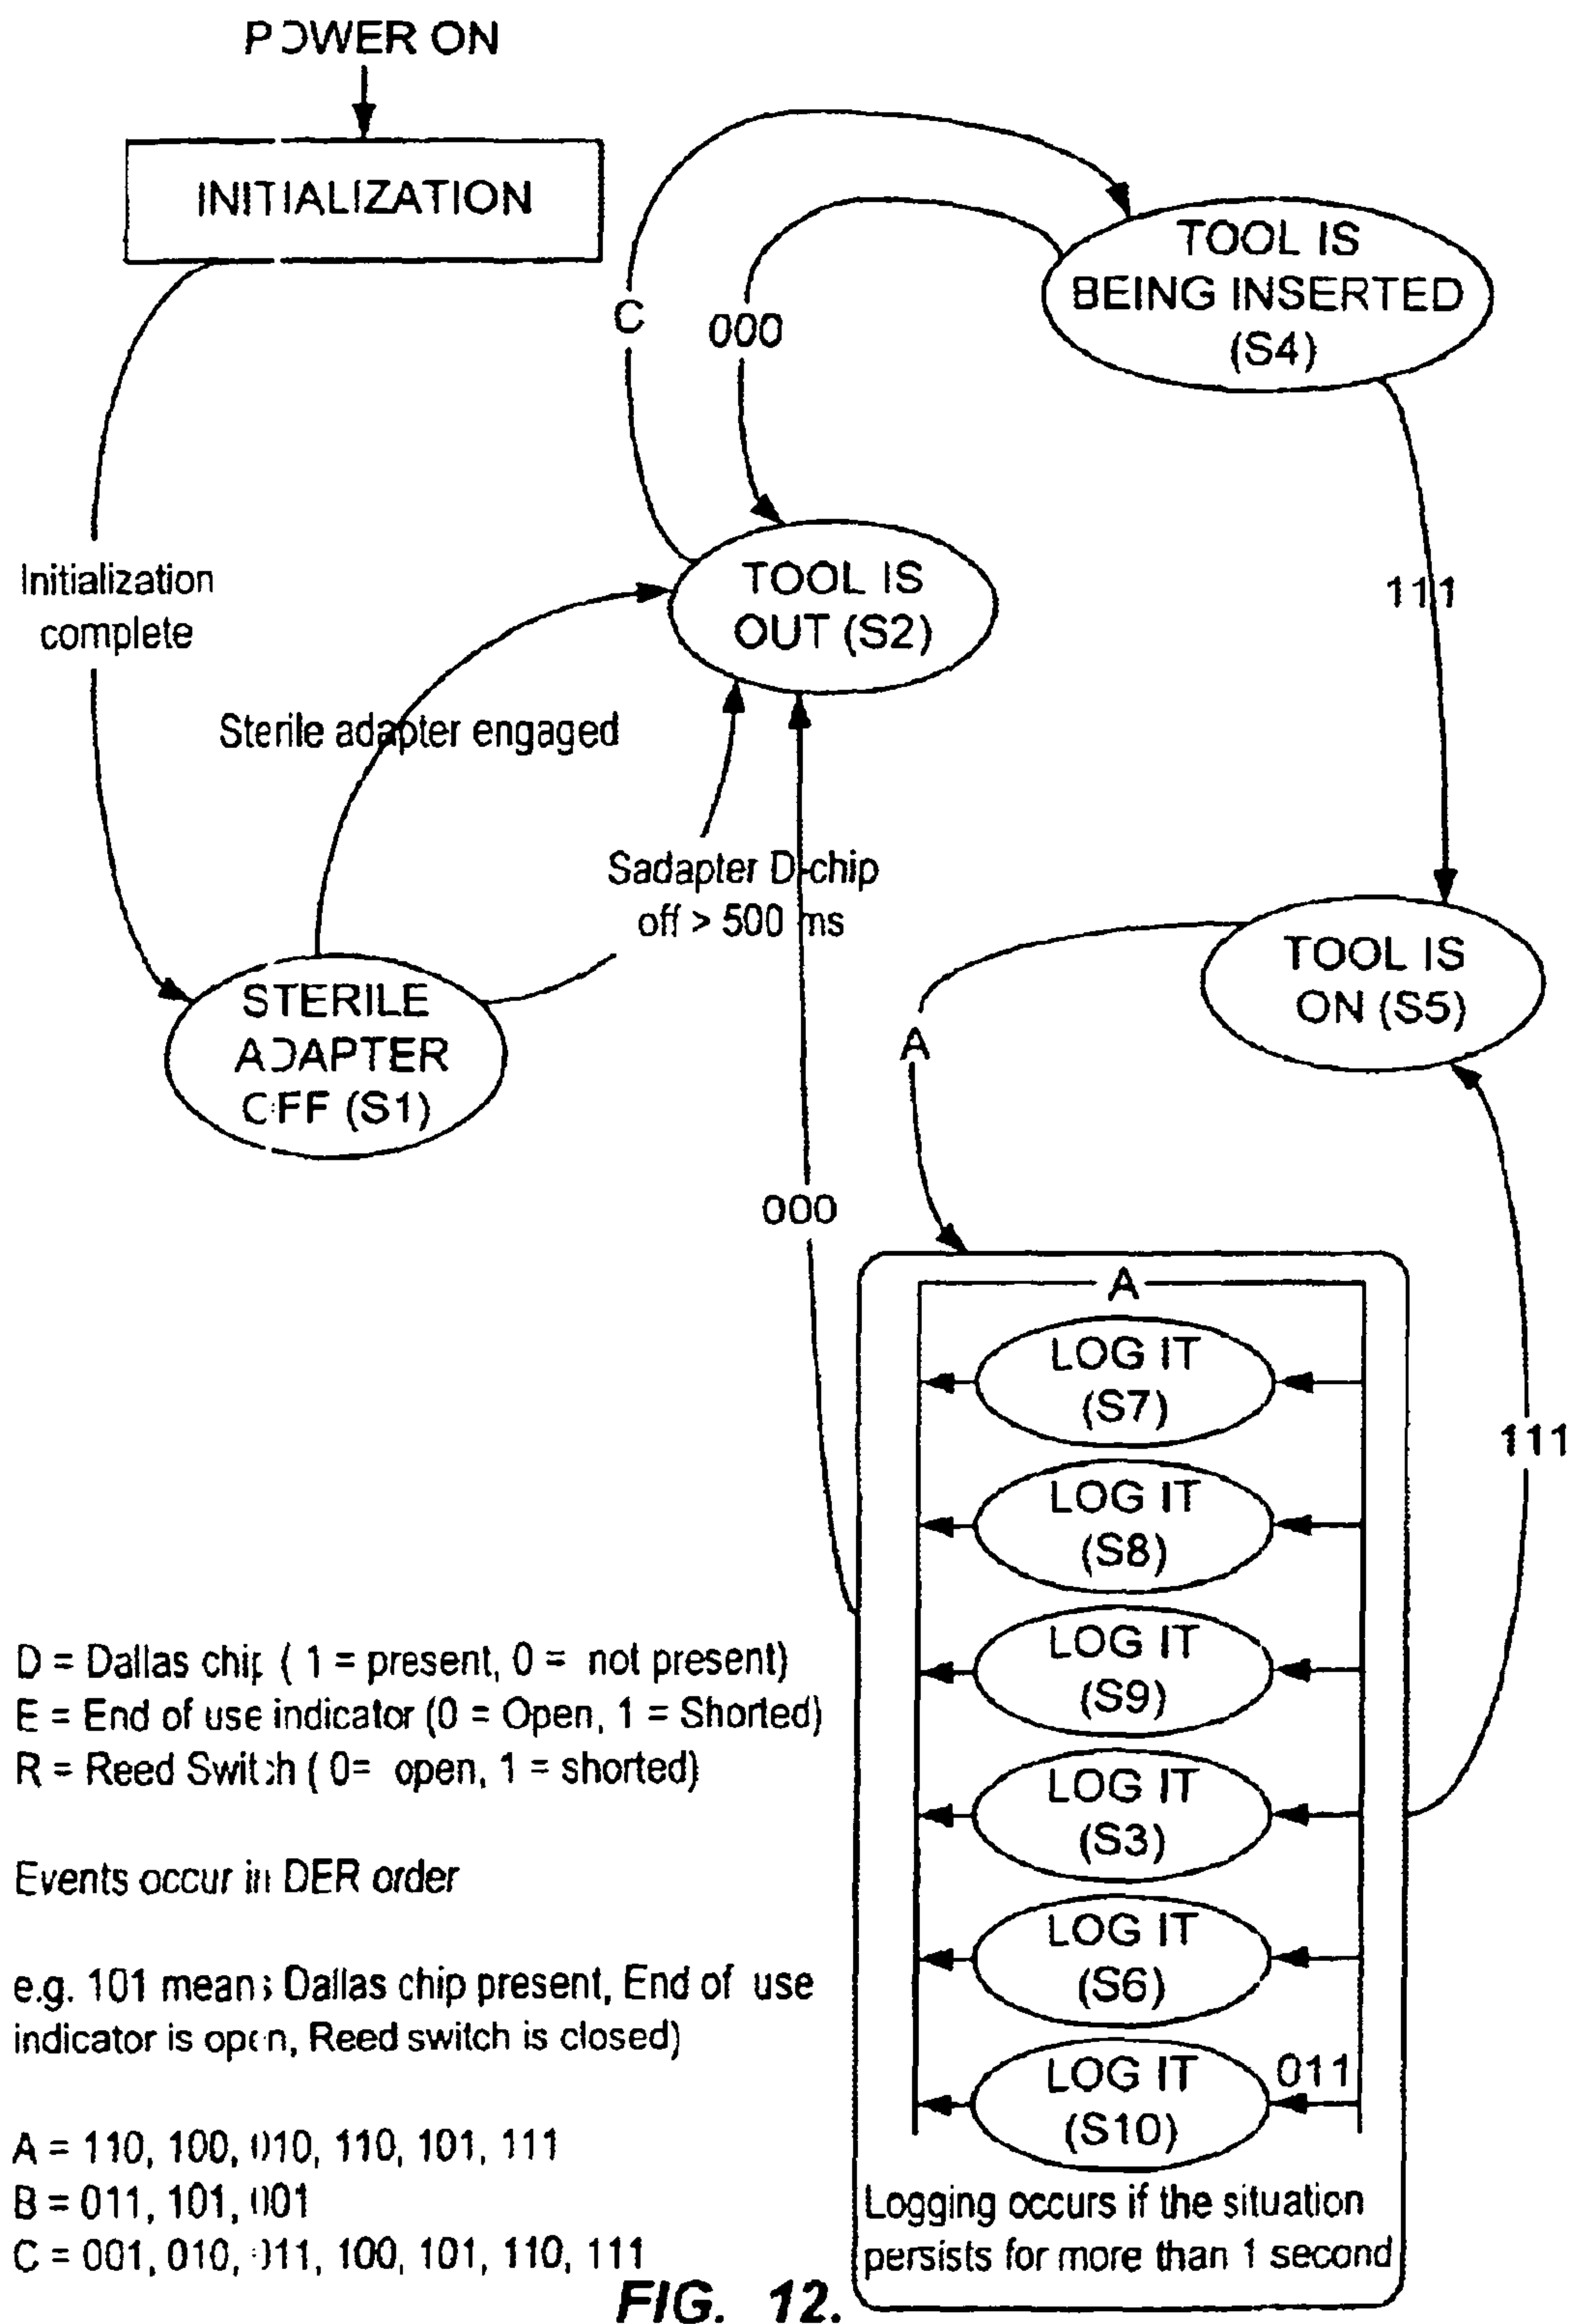 POWER ON
INITIALIZATION
TOOL IS
BEING INSERTED
(S4)
C
000
Initialization
complete
TOOL IS
OUT (S2)
111
Sterile adapter engaged
Sadapter D-chip
off > 500 ms
STERILE
ADAPTER
OFF (S1)
TOOL IS
ON (S5)
A
000
A
LOG IT
(S7)
LOG IT
(S8)
111
LOG IT
(S9)
LOG IT
(S3)
LOG IT
(S6)
LOG IT
(S10)
011
Logging occurs if the situation
persists for more than 1 second
D = Dallas chip ( 1 = present, 0 = not present)
E = End of use indicator (0 = Open, 1 = Shorted)
R = Reed Switch ( 0= open, 1 = shorted)
Events occur in DER order
e.g. 101 means Dallas chip present, End of use
indicator is open, Reed switch is closed)
A = 110, 100, 010, 110, 101, 111
B = 011, 101, 001
C = 001, 010, 011, 100, 101, 110, 111
FIG. 12.